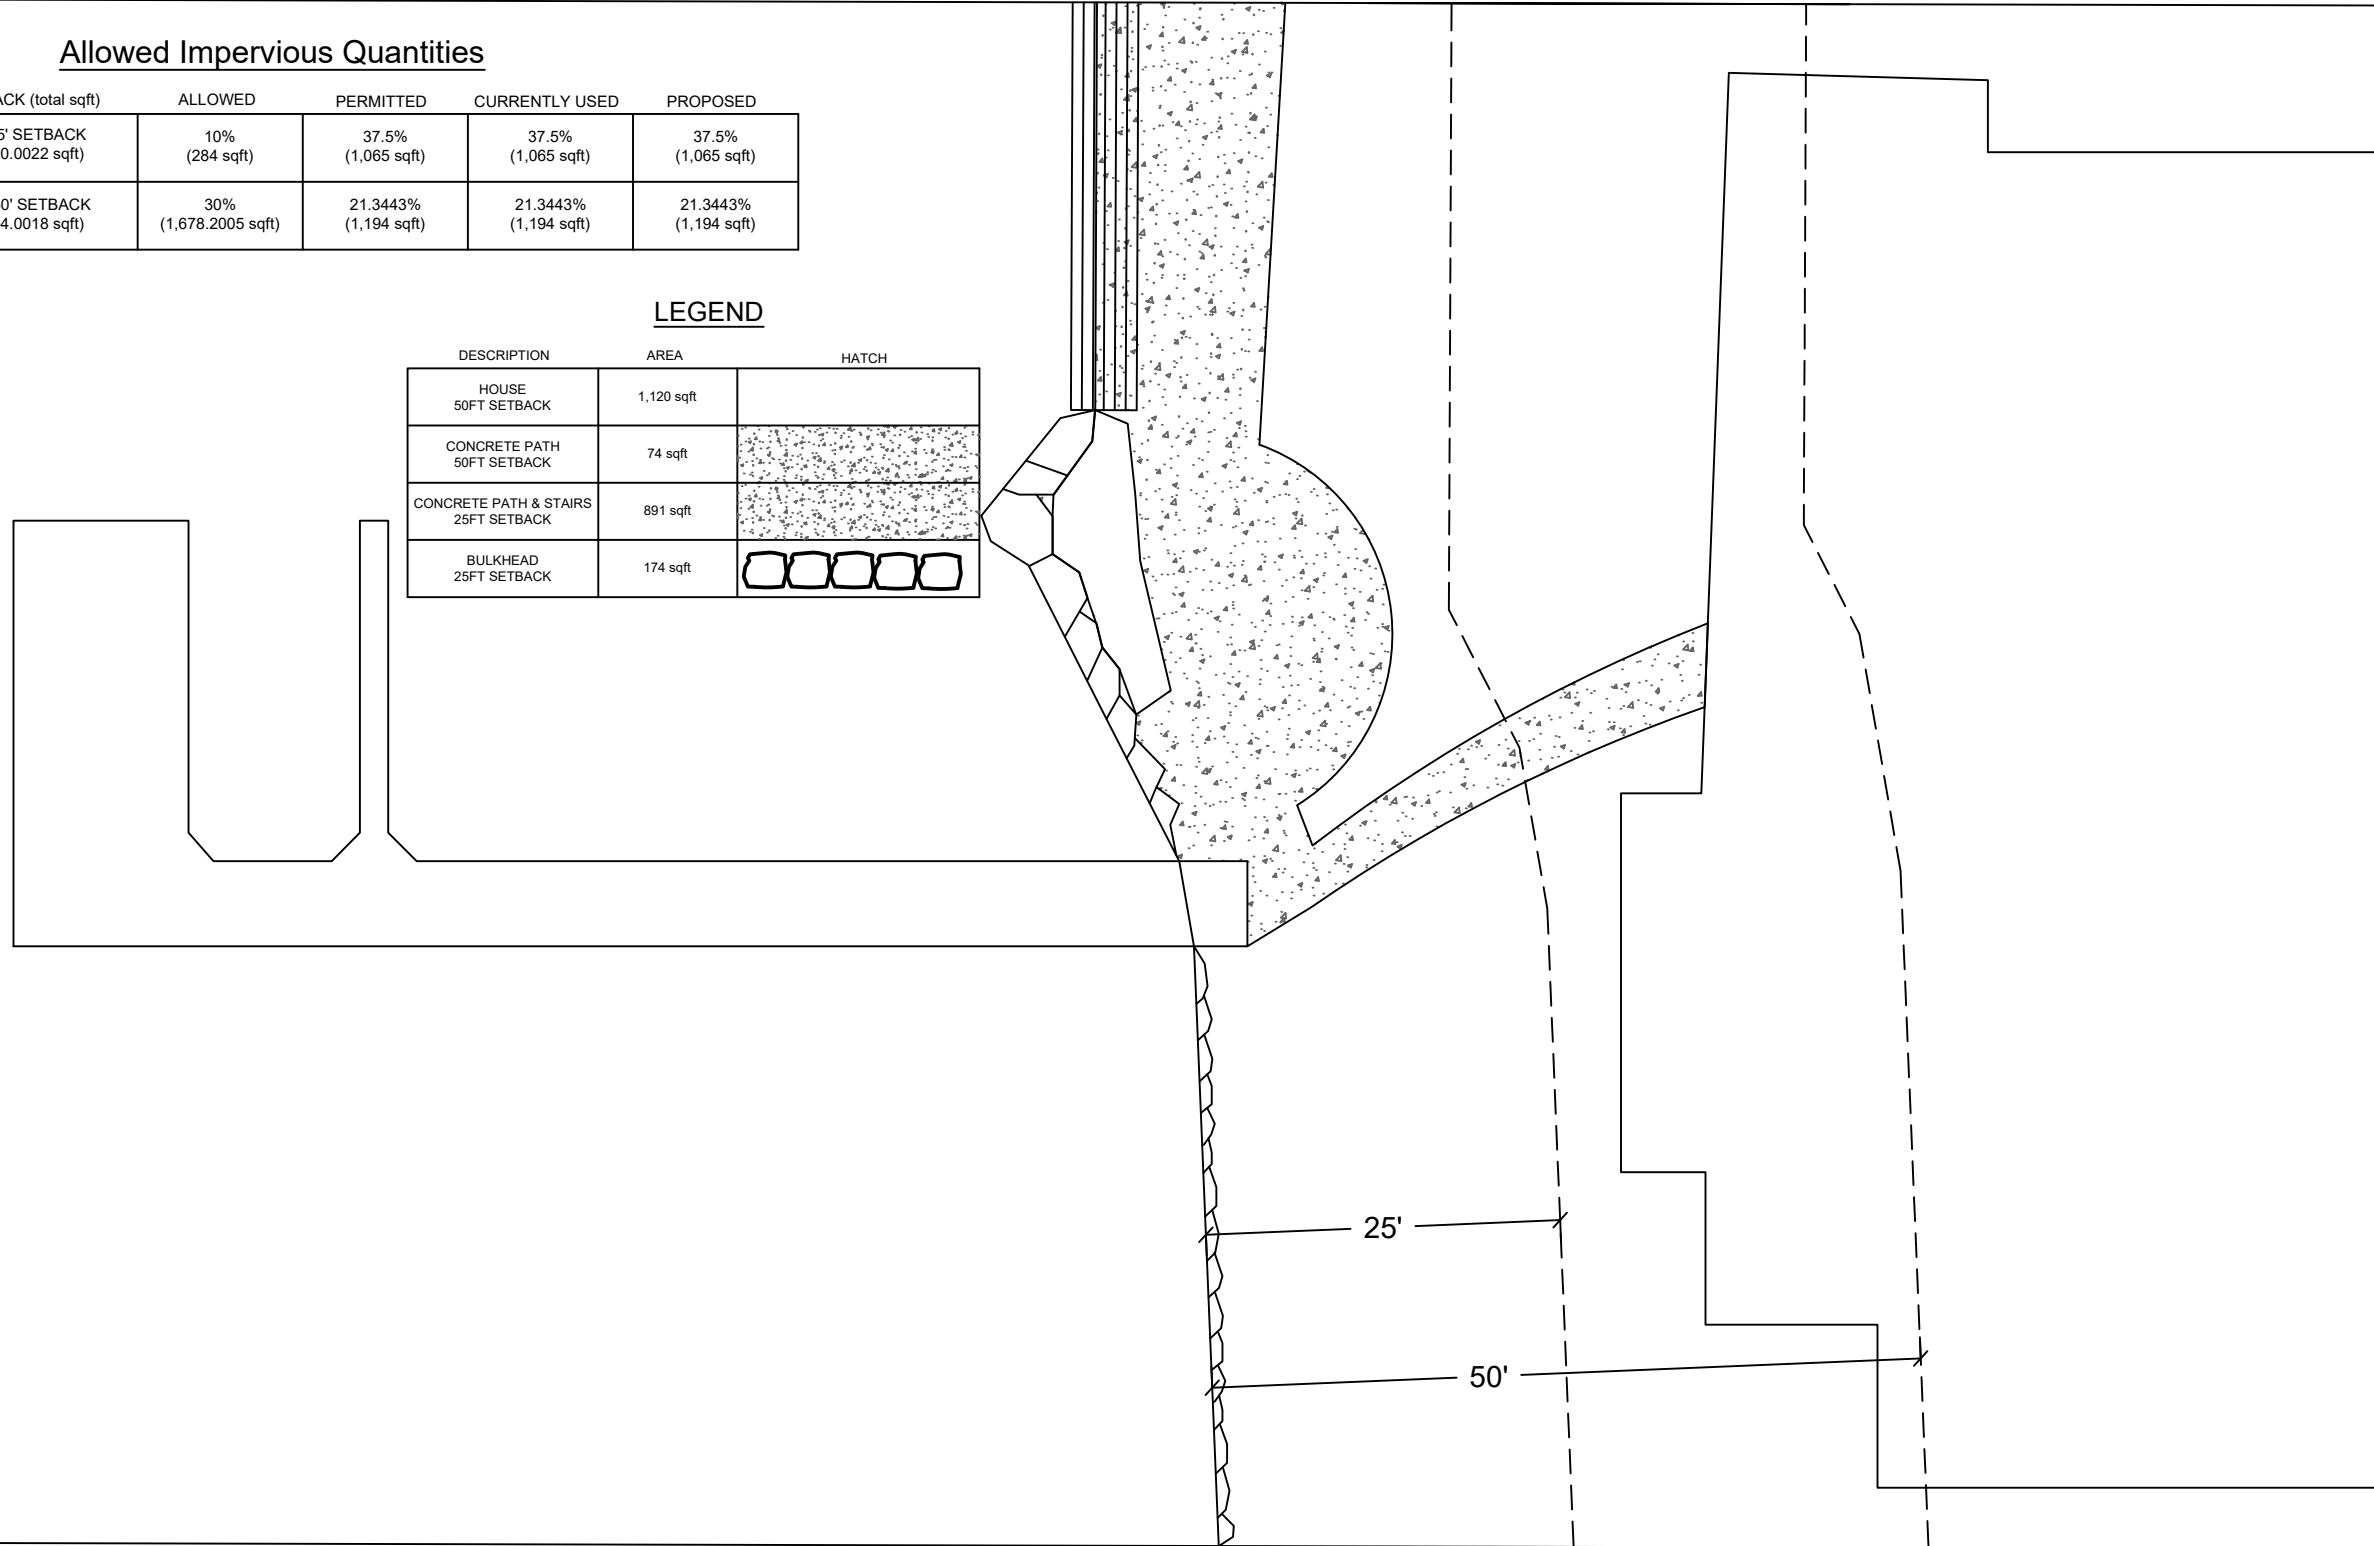 Allowed Impervious Quantities
ACK (total sqft) ALLOWED PERMITTED CURRENTLY USED PROPOSED
5' SETBACK 10% 37.5% 37.5% 37.5%
0.0022 sqft) (284 sqft) (1,065 sqft) (1,065 sqft) (1,065 sqft)
0' SETBACK 30% 21.3443% 21.3443% 21.3443%
4.0018 sqft) (1,678.2005 sqft) (1,194 sqft) (1,194 sqft) (1,194 sqft)
LEGEND
DESCRIPTION AREA HATCH
HOUSE
50FT SETBACK 1,120 sqft
CONCRETE PATH
50FT SETBACK 74 sqft
CONCRETE PATH & STAIRS
25FT SETBACK 891 sqft
BULKHEAD
25FT SETBACK 174 sqft
25'
50'